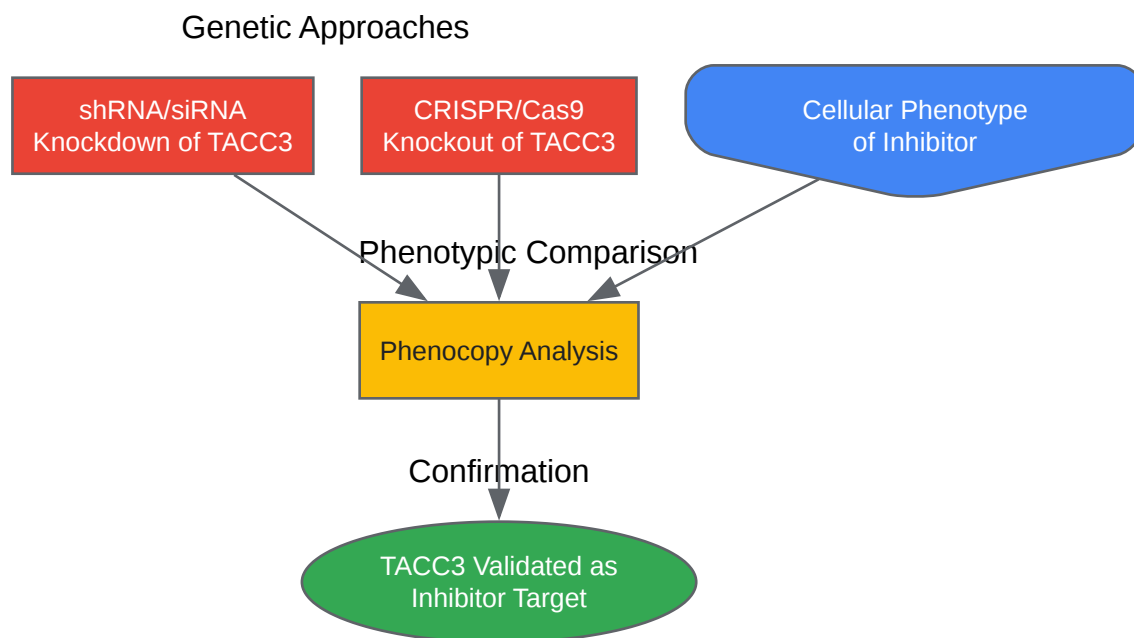 Genetic Approaches
shRNA/siRNA
Knockdown of TACC3
CRISPR/Cas9
Knockout of TACC3
Cellular Phenotype
of Inhibitor
Phenotypic Comparison
Phenocopy Analysis
Confirmation
TACC3 Validated as
Inhibitor Target